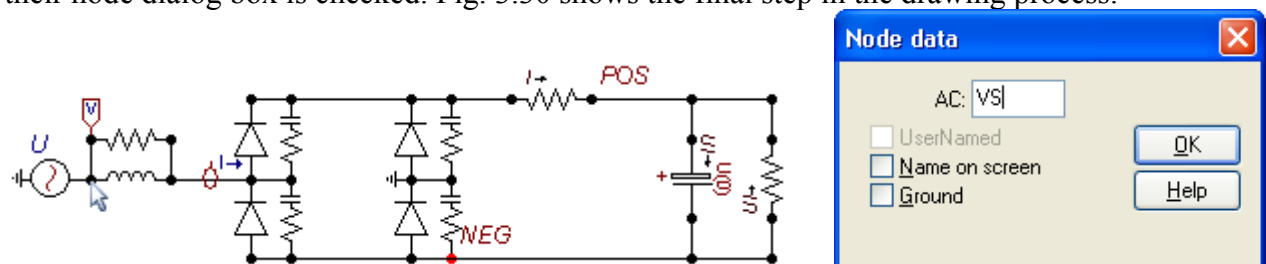 their node dialog box is checked. Fig. 3.30 shows the final step in the drawing process.
Node data
I
POS
V
AC: VS
U
I
UserNamed
OK
Name on screen
+
U(0)
Ground
Help
NEG